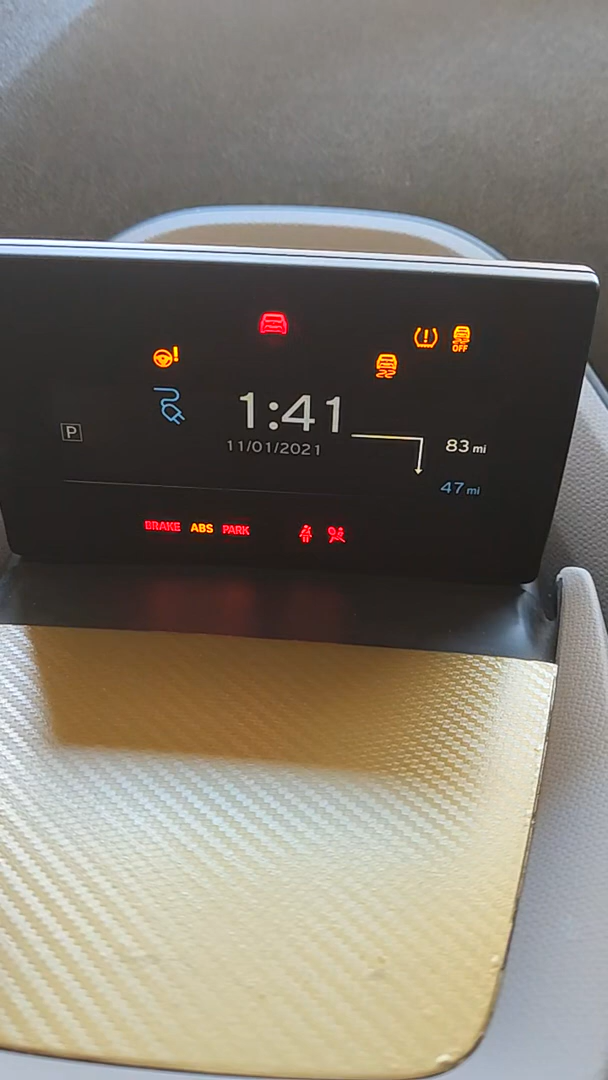 OFF
1:41
P
11/01/2021
83 mi
47 mi
BRAKE ABS PARK